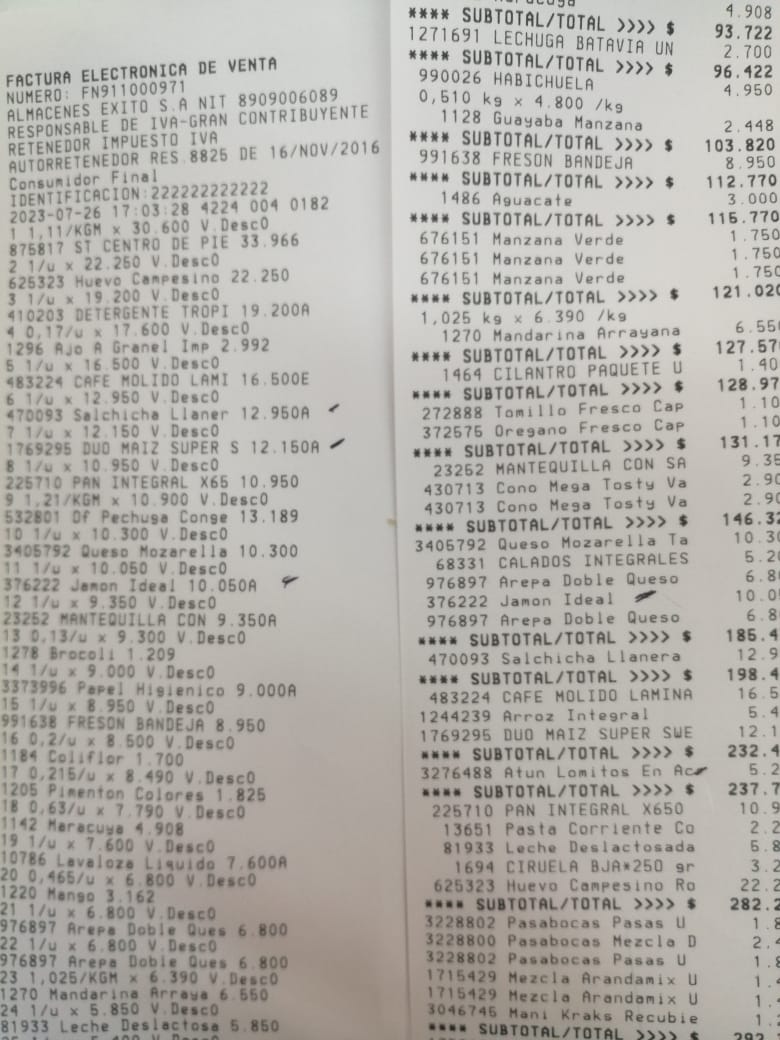 FACTURA ELECTRONICA DE VENTA
NUMERO: FN911000971
ALMACENES EXITO S.A NIT 8909006089
RESPONSABLE DE IVA-GRAN CONTRIBUYENTE
RETENEDOR IMPUESTO IVA
AUTORRETENEDOR RES.8825 DE 16/NOV/2016
Consumidor Final
IDENTIFICACION:222222222222
2023-07-26 17:03:28 4224 004 0182
1 1,11/KGM x 30.600 V.Desc0
875817 ST CENTRO DE PIE 33.966
2 1/u x 22.250 V.Desc0
625323 Huevo Campesino 22.250
3 1/u x 19.200 V.Desc0
410203 DETERGENTE TROPI 19.200A
4 0,17/u x 17.600 V.Desc0
1296 Ajo A Granel Imp 2.992
5 1/u x 16.500 V.Desc0
483224 CAFE MOLIDO LAMI 16.500E
6 1/u x 12.950 V.Desc0
470093 Salchicha Llaner 12.950A
7 1/u x 12.150 V.Desc0
1769295 DUO MAIZ SUPER S 12.150A
8 1/u x 10.950 V.Desc0
225710 PAN INTEGRAL X65 10.950
9 1,21/KGM x 10.900 V.Desc0
532801 Df Pechuga Conge 13.189
10 1/u x 10.300 V.Desc0
3405792 Queso Mozarella 10.300
11 1/u x 10.050 V.Desc0
376222 Jamon Ideal 10.050A
12 1/u x 9.350 V.Desc0
23252 MANTEQUILLA CON 9.350A
13 0,13/u x 9.300 V.Desc0
1278 Brocoli 1.209
14 1/u x 9.000 V.Desc0
3373996 Papel Higienico 9.000A
15 1/u x 8.950 V.Desc0
991638 FRESON BANDEJA 8.950
16 0,2/u x 8.500 V.Desc0
1184 Coliflor 1.700
17 0,215/u x 8.490 V.Desc0
1205 Pimenton Colores 1.825
18 0,63/u x 7.790 V.Desc0
1142 Maracuya 4.908
19 1/u x 7.600 V.Desc0
10786 Lavaloza Liquido 7.600A
20 0,465/u x 6.800 V.Desc0
1220 Mango 3.162
21 1/u x 6.800 V.Desc0
976897 Arepa Doble Ques 6.800
22 1/u x 6.800 V.Desc0
976897 Arepa Doble Ques 6.800
23 1,025/KGM x 6.390 V.Desc0
1270 Mandarina Arraya 6.550
24 1/u x 5.850 V.Desc0
81933 Leche Deslactosa 5.850
4.908
**** SUBTOTAL/TOTAL >>>> $ 93.722
1271691 LECHUGA BATAVIA UN 2.700
**** SUBTOTAL/TOTAL >>>> $ 96.422
990026 HABICHUELA 4.950
0,510 kg x 4.800 /kg
1128 Guayaba Manzana 2.448
**** SUBTOTAL/TOTAL >>>> $ 103.820
991638 FRESON BANDEJA 8.950
**** SUBTOTAL/TOTAL >>>> $ 112.770
1486 Aguacate 3.000
**** SUBTOTAL/TOTAL >>>> $ 115.770
676151 Manzana Verde 1.750
676151 Manzana Verde 1.750
676151 Manzana Verde 1.750
**** SUBTOTAL/TOTAL >>>> $ 121.020
1,025 kg x 6.390 /kg
1270 Mandarina Arrayana 6.550
**** SUBTOTAL/TOTAL >>>> $ 127.57
1464 CILANTRO PAQUETE U 1.40
**** SUBTOTAL/TOTAL >>>> $ 128.97
272888 Tomillo Fresco Cap 1.10
372575 Oregano Fresco Cap 1.10
**** SUBTOTAL/TOTAL >>>> $ 131.17
23252 MANTEQUILLA CON SA 9.35
430713 Cono Mega Tosty Va 2.90
430713 Cono Mega Tosty Va 2.90
**** SUBTOTAL/TOTAL >>>> $ 146.32
3405792 Queso Mozarella Ta 10.30
68331 CALADOS INTEGRALES 5.20
976897 Arepa Doble Queso 6.80
376222 Jamon Ideal 10.0
976897 Arepa Doble Queso 6.8
**** SUBTOTAL/TOTAL >>>> $ 185.4
470093 Salchicha Llanera 12.9
**** SUBTOTAL/TOTAL >>>> $ 198.4
483224 CAFE MOLIDO LAMINA 16.5
1244239 Arroz Integral 5.4
1769295 DUO MAIZ SUPER SWE 12.1
**** SUBTOTAL/TOTAL >>>> $ 232.4
3276488 Atun Lomitos En Ac 5.2
**** SUBTOTAL/TOTAL >>>> $ 237.7
225710 PAN INTEGRAL X650 10.9
13651 Pasta Corriente Co 2.2
81933 Leche Deslactosada 5.8
1694 CIRUELA BJA*250 gr 3.2
625323 Huevo Campesino Ro 22.2
**** SUBTOTAL/TOTAL >>>> $ 282.2
3228802 Pasabocas Pasas U 1.8
3228800 Pasabocas Mezcla D 2.4
3228802 Pasabocas Pasas U 1.8
1715429 Mezcla Arandamix U 1.4
1715429 Mezcla Arandamix U 1.4
3046745 Mani Kraks Recubie 1.2
**** SUBTOTAL/TOTAL >>>> $